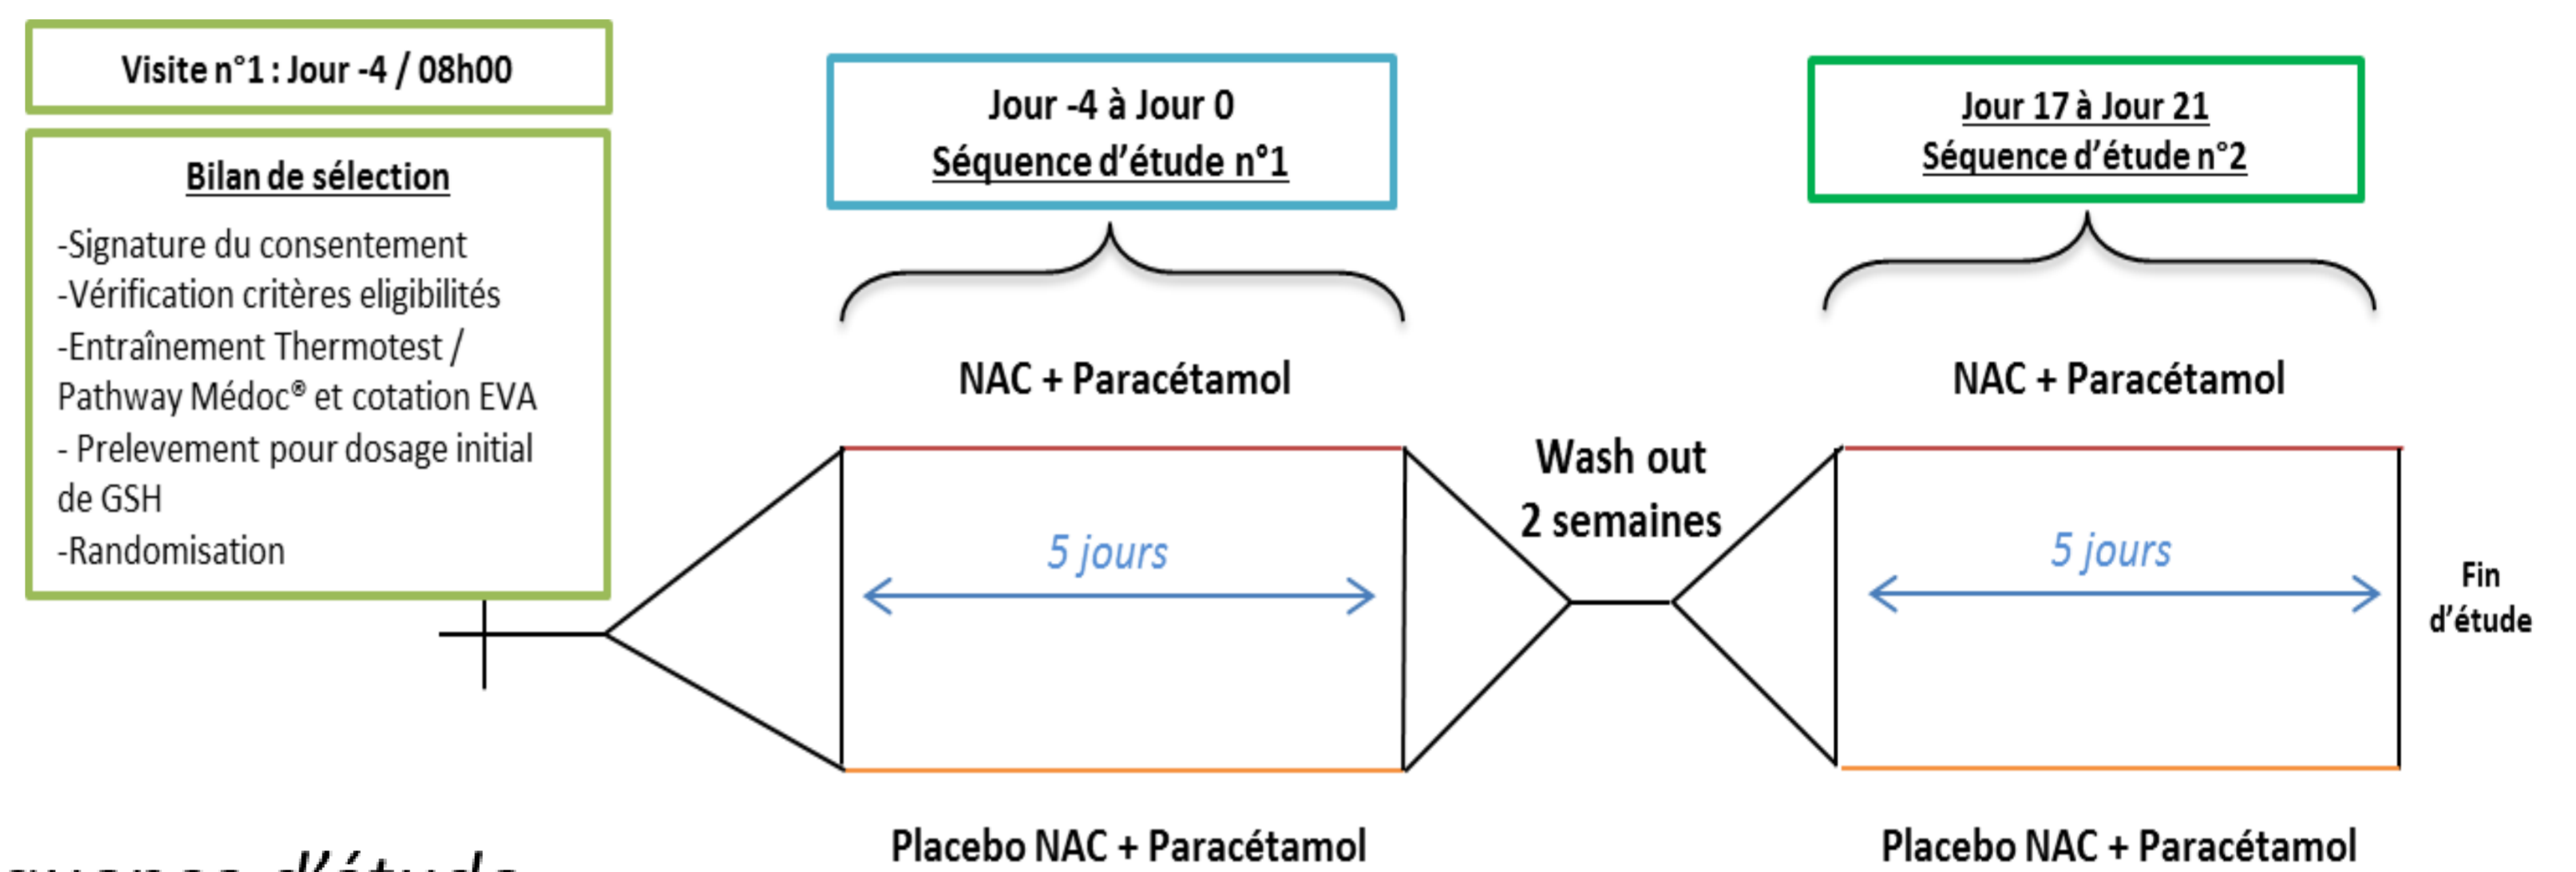 Visite n°1 : Jour -4 / 08h00
Bilan de sélection
-Signature du consentement
-Vérification critères eligibilités
-Entraînement Thermotest /
Pathway Médoc® et cotation EVA
- Prelevement pour dosage initial
de GSH
-Randomisation
Jour -4 à Jour 0
Séquence d'étude n°1
NAC + Paracétamol
5 jours
Placebo NAC + Paracétamol
Wash out
2 semaines
Jour 17 à Jour 21
Séquence d'étude n°2
NAC + Paracétamol
5 jours
Placebo NAC + Paracétamol
Fin
d'étude
d'étude